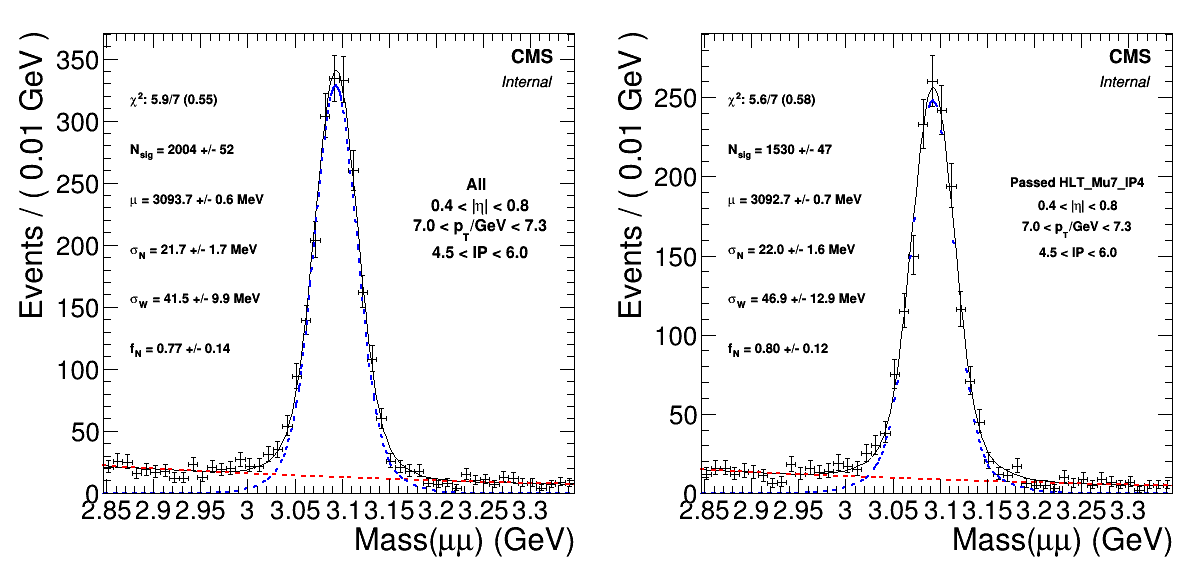 CMS
Internal
χ²: 5.9/7 (0.55)
N_sig = 2004 +/- 52
μ = 3093.7 +/- 0.6 MeV
σ_N = 21.7 +/- 1.7 MeV
σ_W = 41.5 +/- 9.9 MeV
f_N = 0.77 +/- 0.14
All
0.4 < |η| < 0.8
7.0 < p_T/GeV < 7.3
4.5 < IP < 6.0
Events / ( 0.01 GeV )
350
300
250
200
150
100
50
0
2.85 2.9 2.95 3 3.05 3.1 3.15 3.2 3.25 3.3
Mass(μμ) (GeV)
CMS
Internal
χ²: 5.6/7 (0.58)
N_sig = 1530 +/- 47
μ = 3092.7 +/- 0.7 MeV
σ_N = 22.0 +/- 1.6 MeV
σ_W = 46.9 +/- 12.9 MeV
f_N = 0.80 +/- 0.12
Passed HLT_Mu7_IP4
0.4 < |η| < 0.8
7.0 < p_T/GeV < 7.3
4.5 < IP < 6.0
Events / ( 0.01 GeV )
250
200
150
100
50
0
2.85 2.9 2.95 3 3.05 3.1 3.15 3.2 3.25 3.3
Mass(μμ) (GeV)